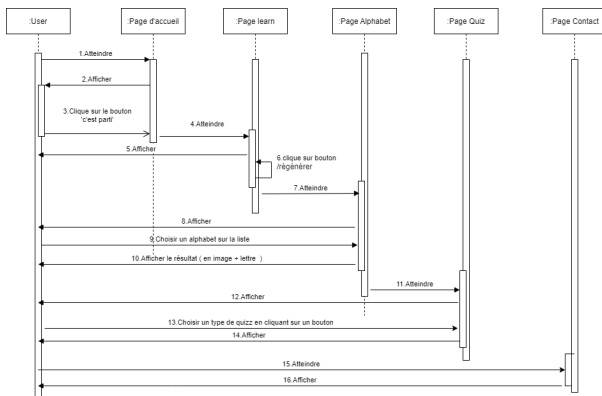 :User
:Page d'accueil
:Page learn
:Page Alphabet
:Page Quiz
:Page Contact
1.Atteindre
2.Afficher
3.Clique sur le bouton
'c'est parti'
4.Atteindre
5.Afficher
6.clique sur bouton
//régénérer
7.Atteindre
8.Afficher
9.Choisir un alphabet sur la liste
10.Afficher le résultat ( en image + lettre )
11.Atteindre
12.Afficher
13.Choisir un type de quizz en cliquant sur un bouton
14.Afficher
15.Atteindre
16.Afficher